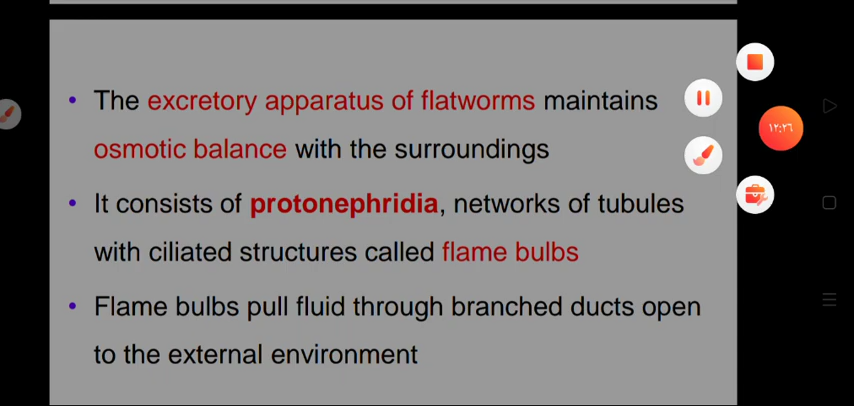 • The excretory apparatus of flatworms maintains
osmotic balance with the surroundings
• It consists of protonephridia, networks of tubules
with ciliated structures called flame bulbs
• Flame bulbs pull fluid through branched ducts open
to the external environment
١٢:٢٦